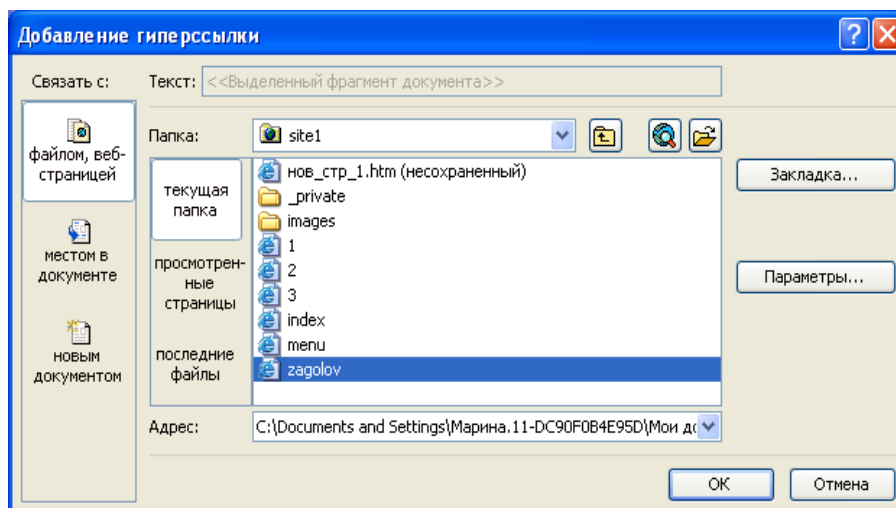 Добавление гиперссылки
Связать с:
Текст: <<Выделенный фрагмент документа>>
файлом, веб-
страницей
местом в
документе
новым
документом
Папка:
site1
текущая
папка
просмотрен-
ные
страницы
последние
файлы
нов_стр_1.htm (несохраненный)
_private
images
1
2
3
index
menu
zagolov
Закладка...
Параметры...
Адрес:
C:\Documents and Settings\Марина.11-DC90F0B4E95D\Мои
ОК
Отмена